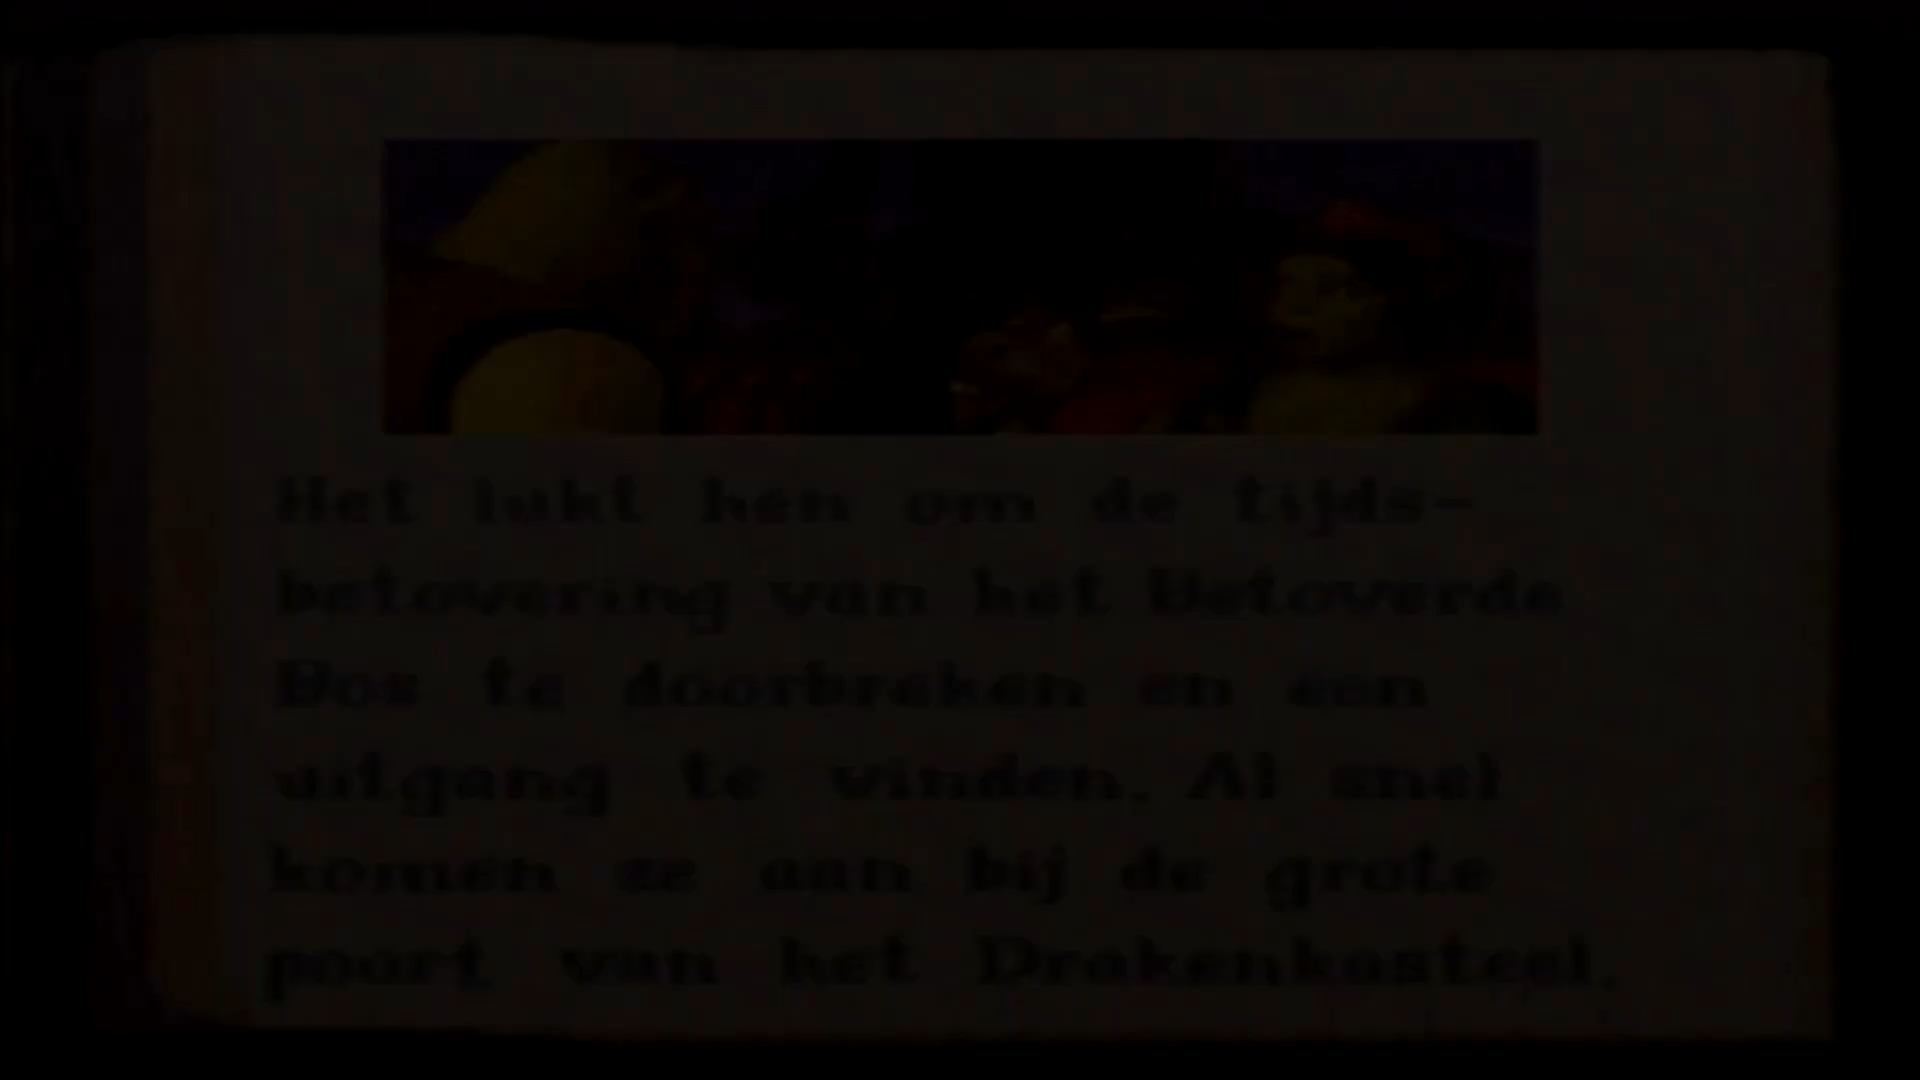 Het lukt hen om de tijds-
betovering van het Betoverde
Bos te doorbreken en een
uitgang te vinden. Al snel
komen ze aan bij de grote
poort van het Drakenkasteel.